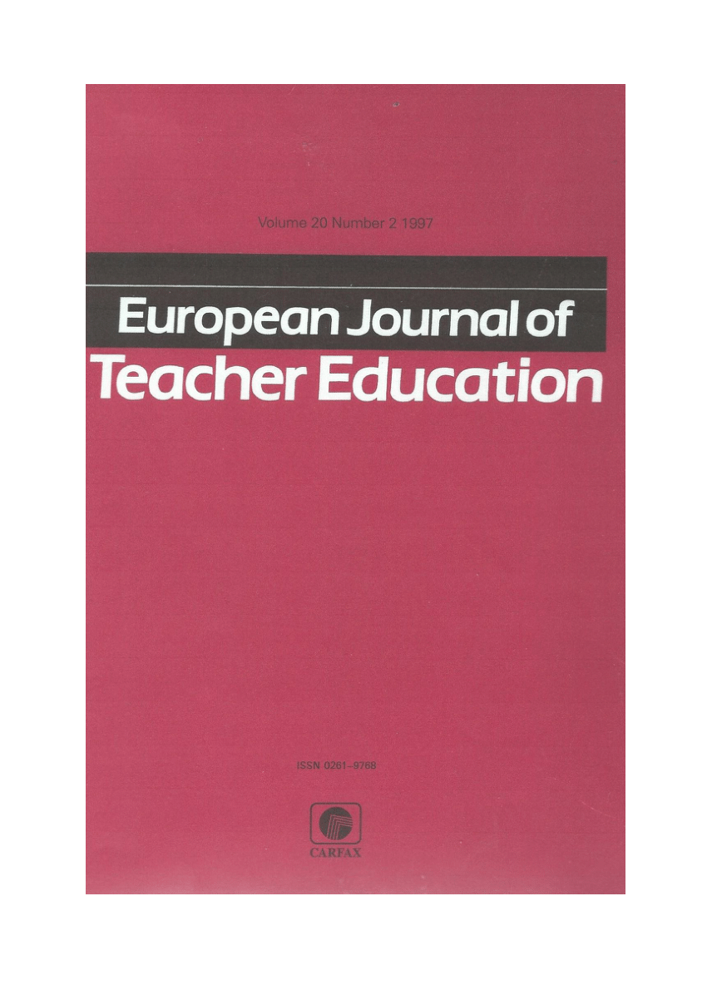 Volume 20 Number 2 1997
European Journal of
Teacher Education
ISSN 0261–9768
CARFAX